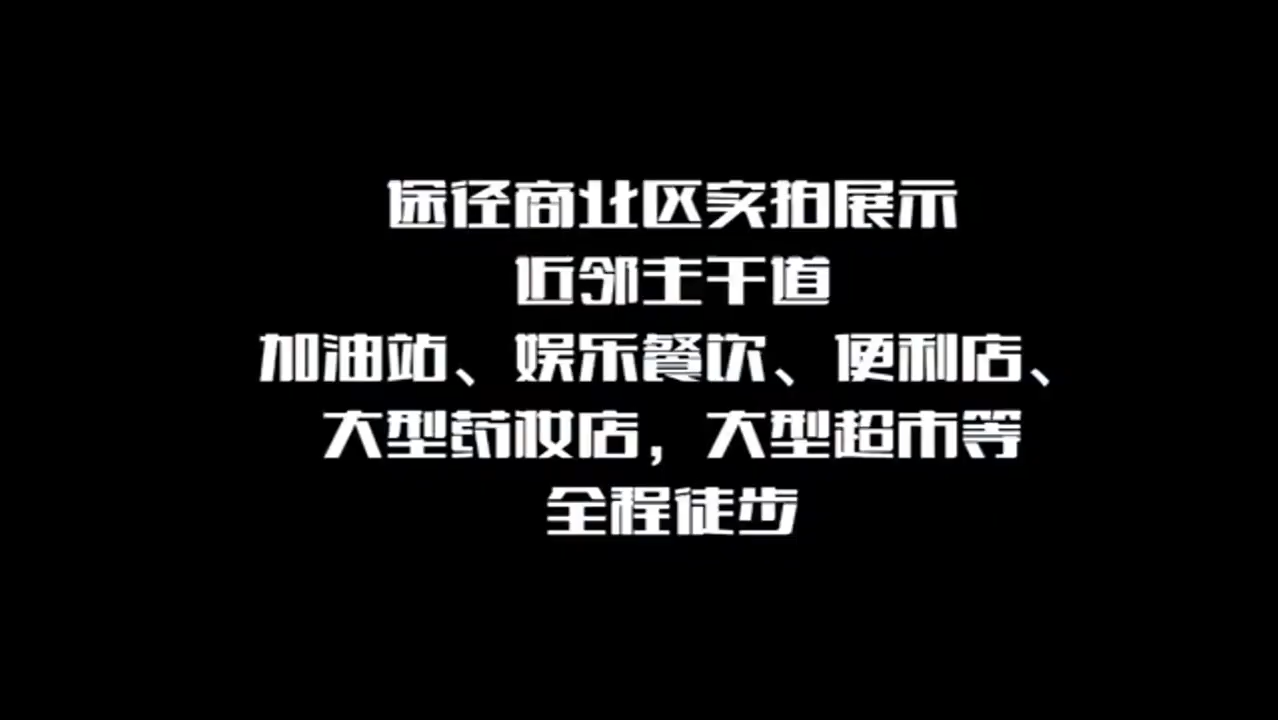 途径商业区实拍展示
近邻主干道
加油站、娱乐餐饮、便利店、
大型药妆店，大型超市等
全程徒步